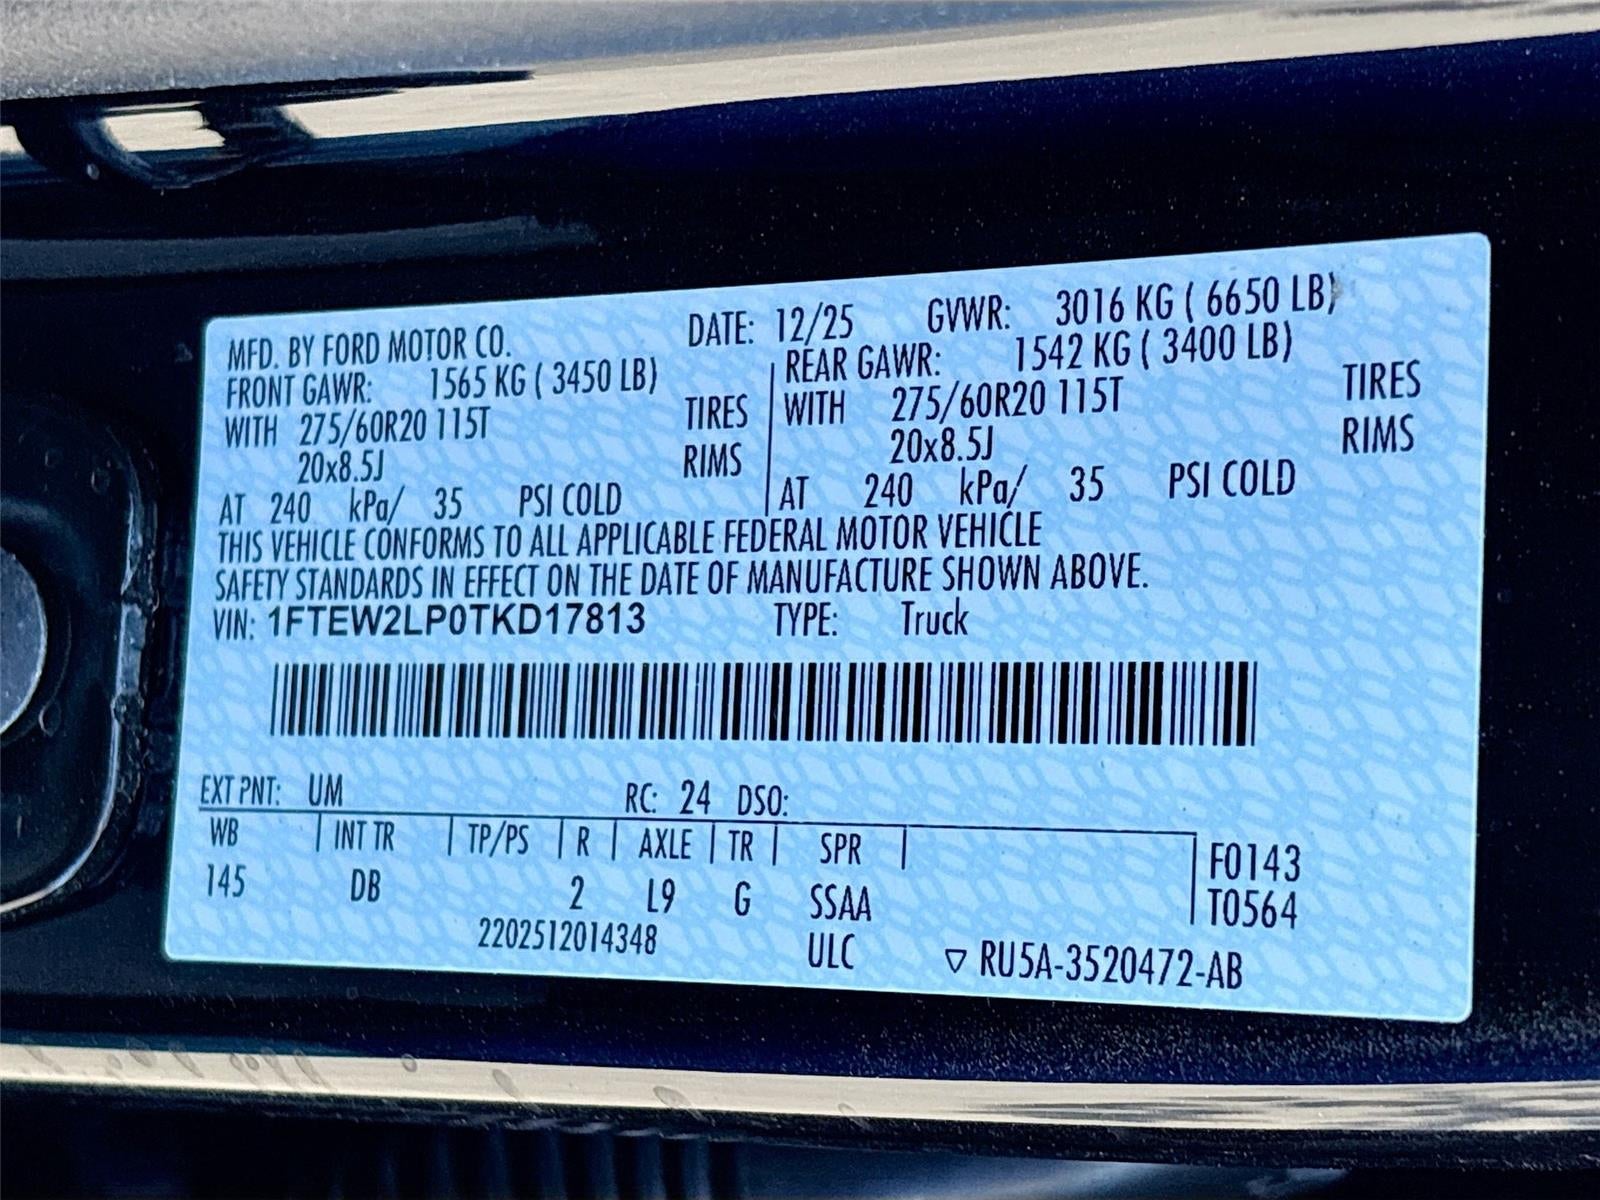 MFD. BY FORD MOTOR CO. DATE: 12/25 GVWR: 3016 KG ( 6650 LB)
FRONT GAWR: 1565 KG ( 3450 LB) REAR GAWR: 1542 KG ( 3400 LB)
WITH 275/60R20 115T TIRES WITH 275/60R20 115T TIRES
20x8.5J RIMS 20x8.5J RIMS
AT 240 kPa/ 35 PSI COLD AT 240 kPa/ 35 PSI COLD
THIS VEHICLE CONFORMS TO ALL APPLICABLE FEDERAL MOTOR VEHICLE
SAFETY STANDARDS IN EFFECT ON THE DATE OF MANUFACTURE SHOWN ABOVE.
VIN: 1FTEW2LP0TKD17813 TYPE: Truck
EXT PNT: UM RC: 24 DSO:
WB INT TR TP/PS R AXLE TR SPR F0143
145 DB 2 L9 G SSAA T0564
2202512014348 ULC ▽ RU5A-3520472-AB